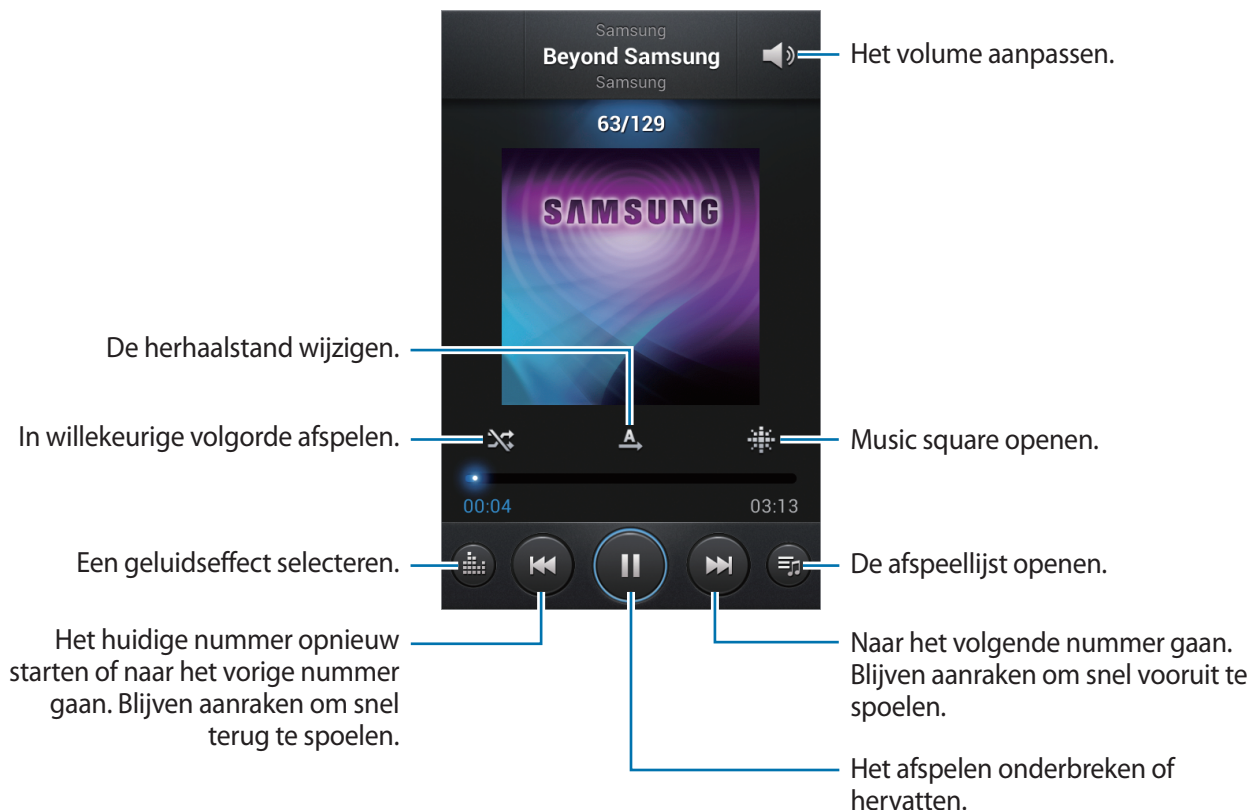 Samsung
Beyond Samsung
Samsung
Het volume aanpassen.
63/129
SAMSUNG
De herhaalstand wijzigen.
In willekeurige volgorde afspelen.
A
Music square openen.
00:04
03:13
Een geluidseffect selecteren.
De afspeellijst openen.
Het huidige nummer opnieuw
starten of naar het vorige nummer
gaan. Blijven aanraken om snel
terug te spoelen.
Naar het volgende nummer gaan.
Blijven aanraken om snel vooruit te
spoelen.
Het afspelen onderbreken of
hervatten.